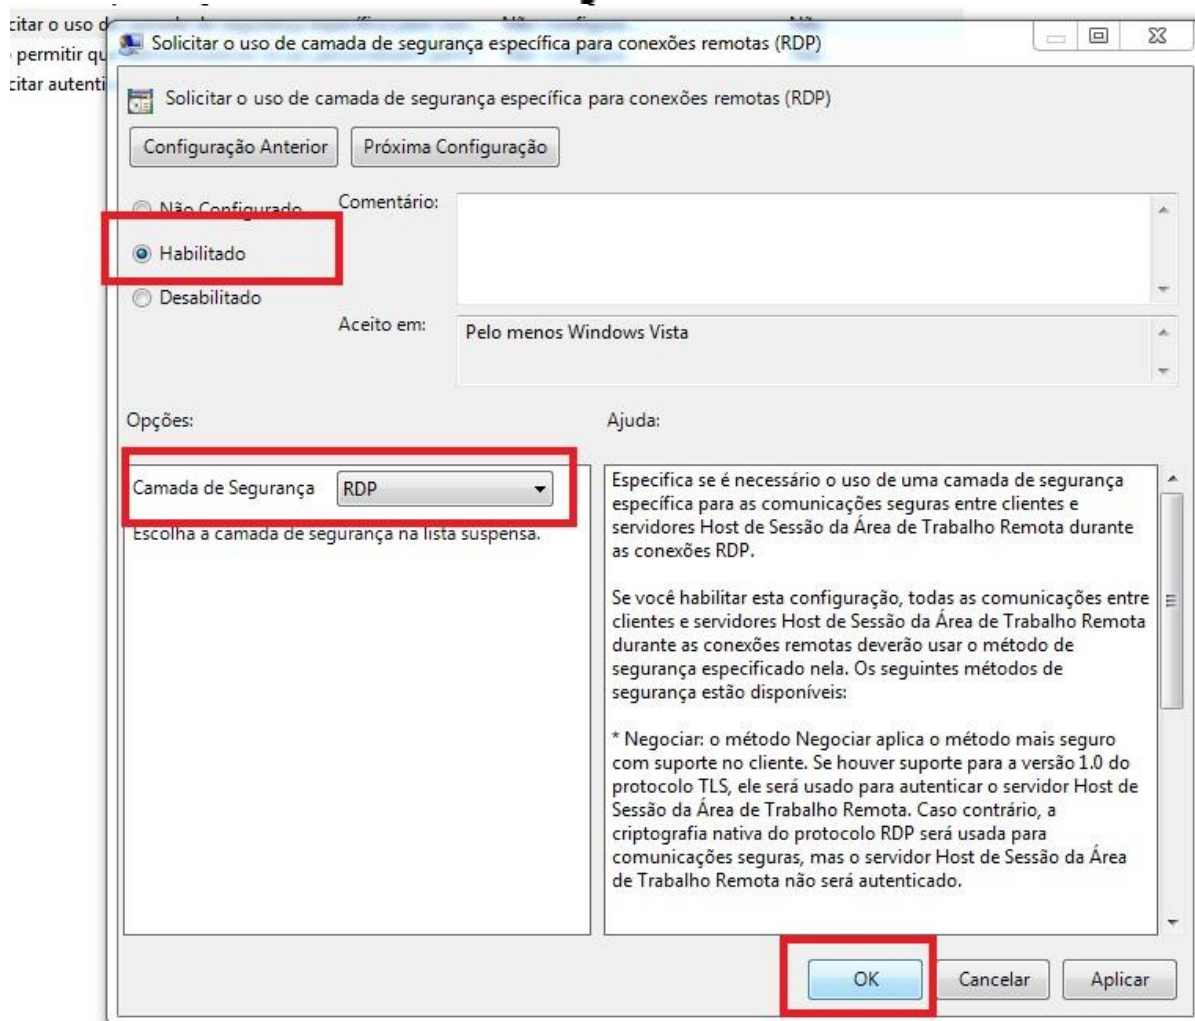 citar o uso d
Solicitar o uso de camada de segurança específica para conexões remotas (RDP)
permitir qu
citar autenti
Solicitar o uso de camada de segurança específica para conexões remotas (RDP)
Configuração Anterior
Próxima Configuração
Não Configurado
Comentário:
Habilitado
Desabilitado
Aceito em:
Pelo menos Windows Vista
Opções:
Ajuda:
Camada de Segurança
RDP
Escolha a camada de segurança na lista suspensa.
Especifica se é necessário o uso de uma camada de segurança
específica para as comunicações seguras entre clientes e
servidores Host de Sessão da Área de Trabalho Remota durante
as conexões RDP.
Se você habilitar esta configuração, todas as comunicações entre
clientes e servidores Host de Sessão da Área de Trabalho Remota
durante as conexões remotas deverão usar o método de
segurança especificado nela. Os seguintes métodos de
segurança estão disponíveis:
* Negociar: o método Negociar aplica o método mais seguro
com suporte no cliente. Se houver suporte para a versão 1.0 do
protocolo TLS, ele será usado para autenticar o servidor Host de
Sessão da Área de Trabalho Remota. Caso contrário, a
criptografia nativa do protocolo RDP será usada para
comunicações seguras, mas o servidor Host de Sessão da Área
de Trabalho Remota não será autenticado.
OK
Cancelar
Aplicar